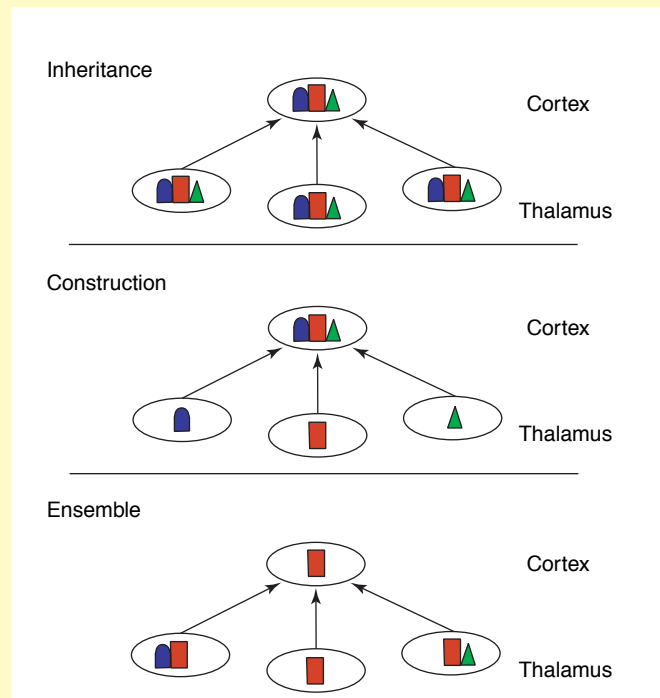 Inheritance
Cortex
Thalamus
Construction
Cortex
Thalamus
Ensemble
Cortex
Thalamus